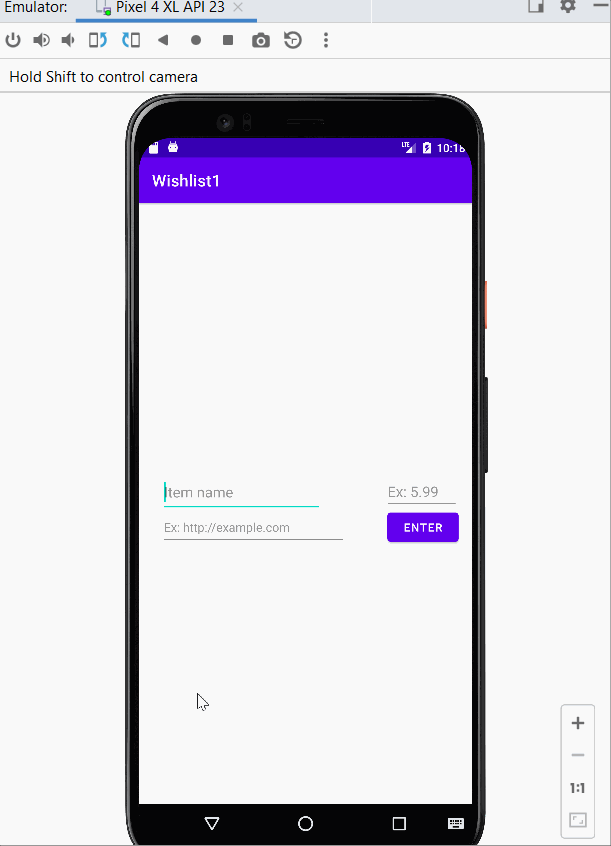 Emulator: Pixel 4 XL API 23
Hold Shift to control camera
LTE 10:18
Wishlist1
Item name Ex: 5.99
Ex: http://example.com ENTER
1:1